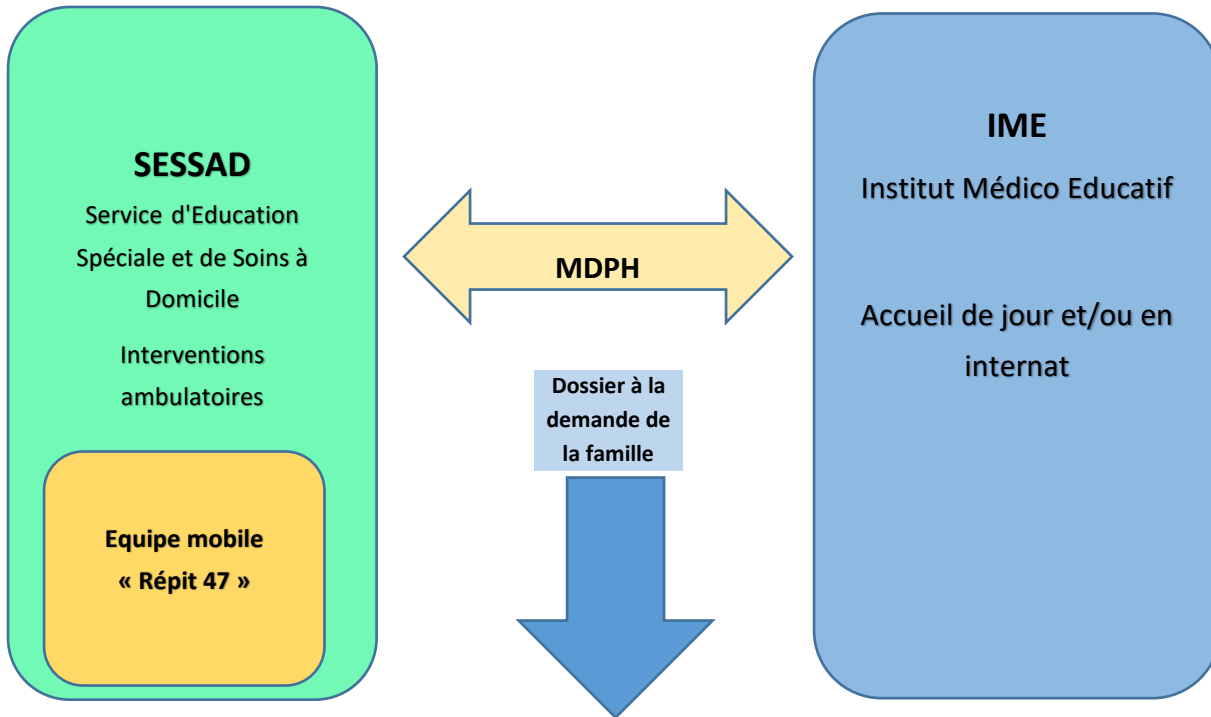 SESSAD
Service d'Education
Spéciale et de Soins à
Domicile
Interventions
ambulatoires
Equipe mobile
« Répit 47 »
MDPH
Dossier à la
demande de
la famille
IME
Institut Médico Educatif
Accueil de jour et/ou en
internat